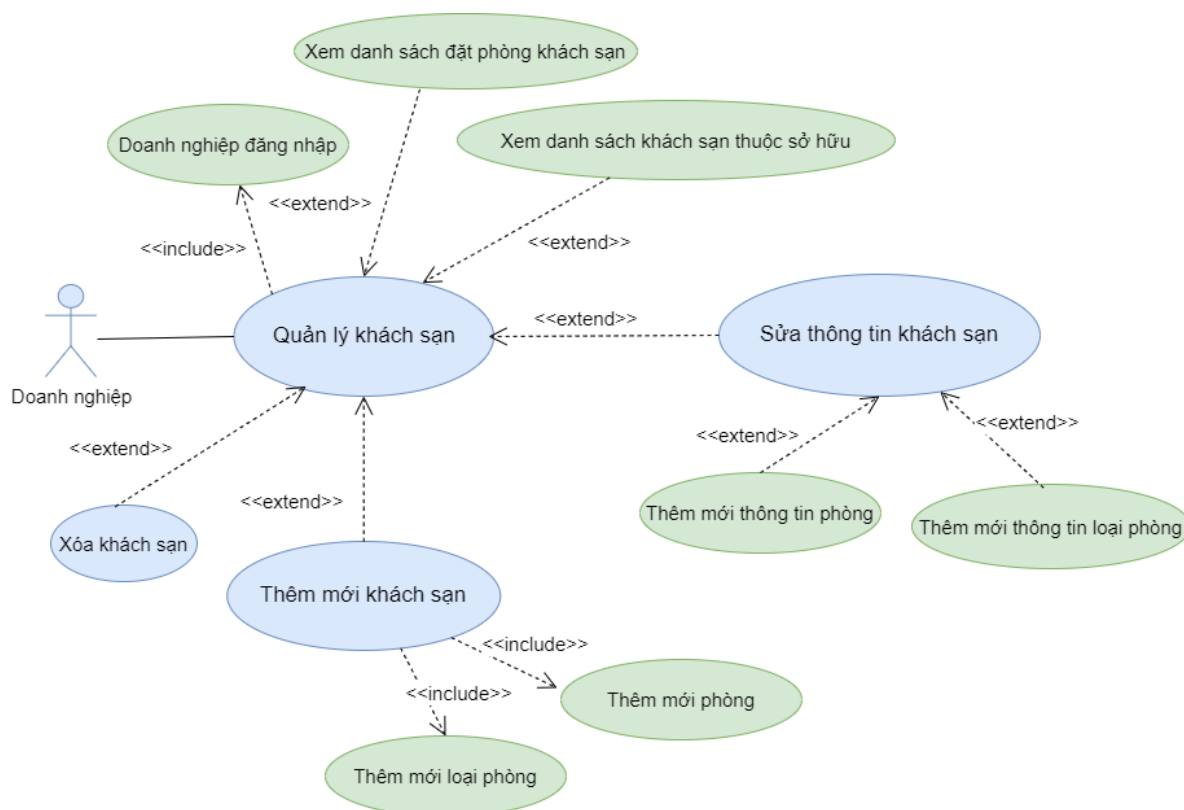 Xem danh sách đặt phòng khách sạn
Doanh nghiệp đăng nhập
Xem danh sách khách sạn thuộc sở hữu
<<extend>>
<<include>>
<<extend>>
Quản lý khách sạn
<<extend>>
Sửa thông tin khách sạn
Doanh nghiệp
<<extend>>
<<extend>>
<<extend>>
<<extend>>
Xóa khách sạn
Thêm mới thông tin phòng
Thêm mới thông tin loại phòng
Thêm mới khách sạn
<<include>>
<<include>>
Thêm mới phòng
Thêm mới loại phòng